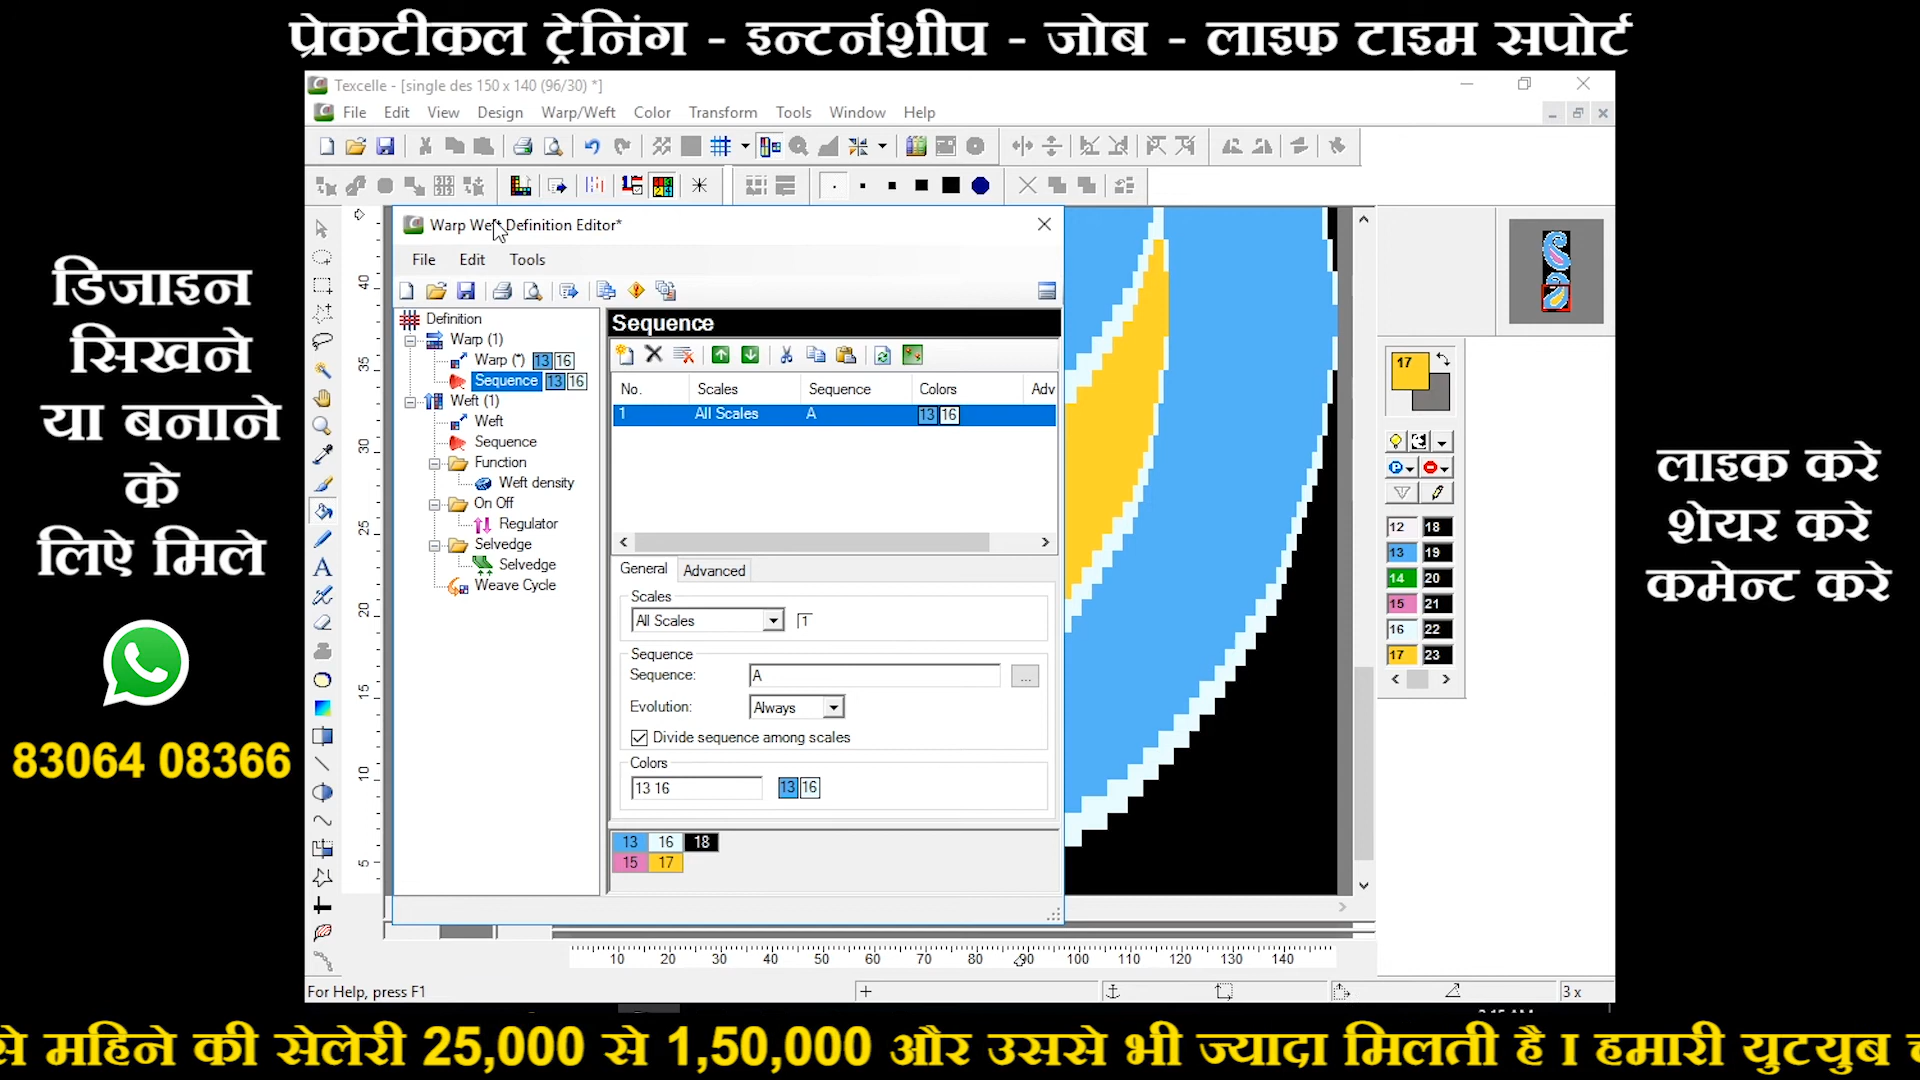 प्रेकटीकल ट्रेनिंग - इन्टर्नशीप - जोब - लाइफ टाइम सपोर्ट
Texcelle - [single des 150 x 140 (96/30) *]
File Edit View Design Warp/Weft Color Transform Tools Window Help
डिजाइन
सिखने
या बनाने
के
लिऐ मिले
83064 08366
Warp Weft Definition Editor*
File Edit Tools
Definition
Warp (1)
Warp (*) 13 16
Sequence 13 16
Weft (1)
Weft
Sequence
Function
Weft density
On Off
Regulator
Selvedge
Selvedge
Weave Cycle
Sequence
No. Scales Sequence Colors Adv
1 All Scales A 13 16
General Advanced
Scales
All Scales 1
Sequence
Sequence: A ...
Evolution: Always
Divide sequence among scales
Colors
13 16 13 16
13 16 18
15 17
40
35
30
25
20
15
10
5
10 20 30 40 50 60 70 80 90 100 110 120 130 140
17
12 18
13 19
14 20
15 21
16 22
17 23
For Help, press F1
3 x
लाइक करे
शेयर करे
कमेन्ट करे
से महिने की सेलेरी 25,000 से 1,50,000 और उससे भी ज्यादा मिलती है I हमारी युटयुब